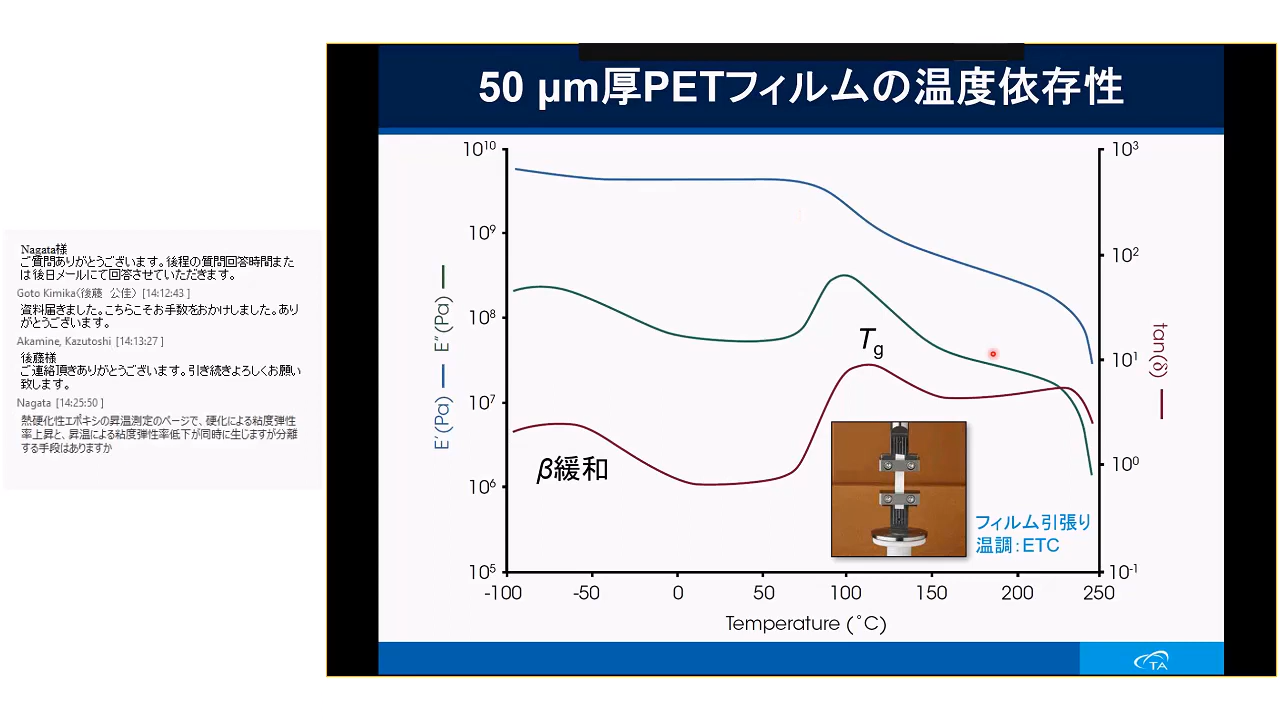 50 μm厚PETフィルムの温度依存性
Nagata様
ご質問ありがとうございます。後程の質問回答時間また
は後日メールにて回答させていただきます。
Goto Kimika（後藤　公佳） [14:12:43 ]
資料届きました。こちらこそお手数をおかけしました。あり
がとうございます。
Akamine, Kazutoshi [14:13:27 ]
後藤様
ご連絡頂きありがとうございます。引き続きよろしくお願い
致します。
Nagata [14:25:50 ]
熱硬化性エポキシの昇温測定のページで、硬化による粘度弾性
率上昇と、昇温による粘度弾性率低下が同時に生じますが分離
する手段はありますか
10¹⁰
10⁹
10⁸
10⁷
10⁶
10⁵
E′(Pa) — E″(Pa) —
10³
10²
10¹
10⁰
10⁻¹
tan(δ) —
Tg
β緩和
フィルム引張り
温調：ETC
-100 -50 0 50 100 150 200 250
Temperature (°C)
TA